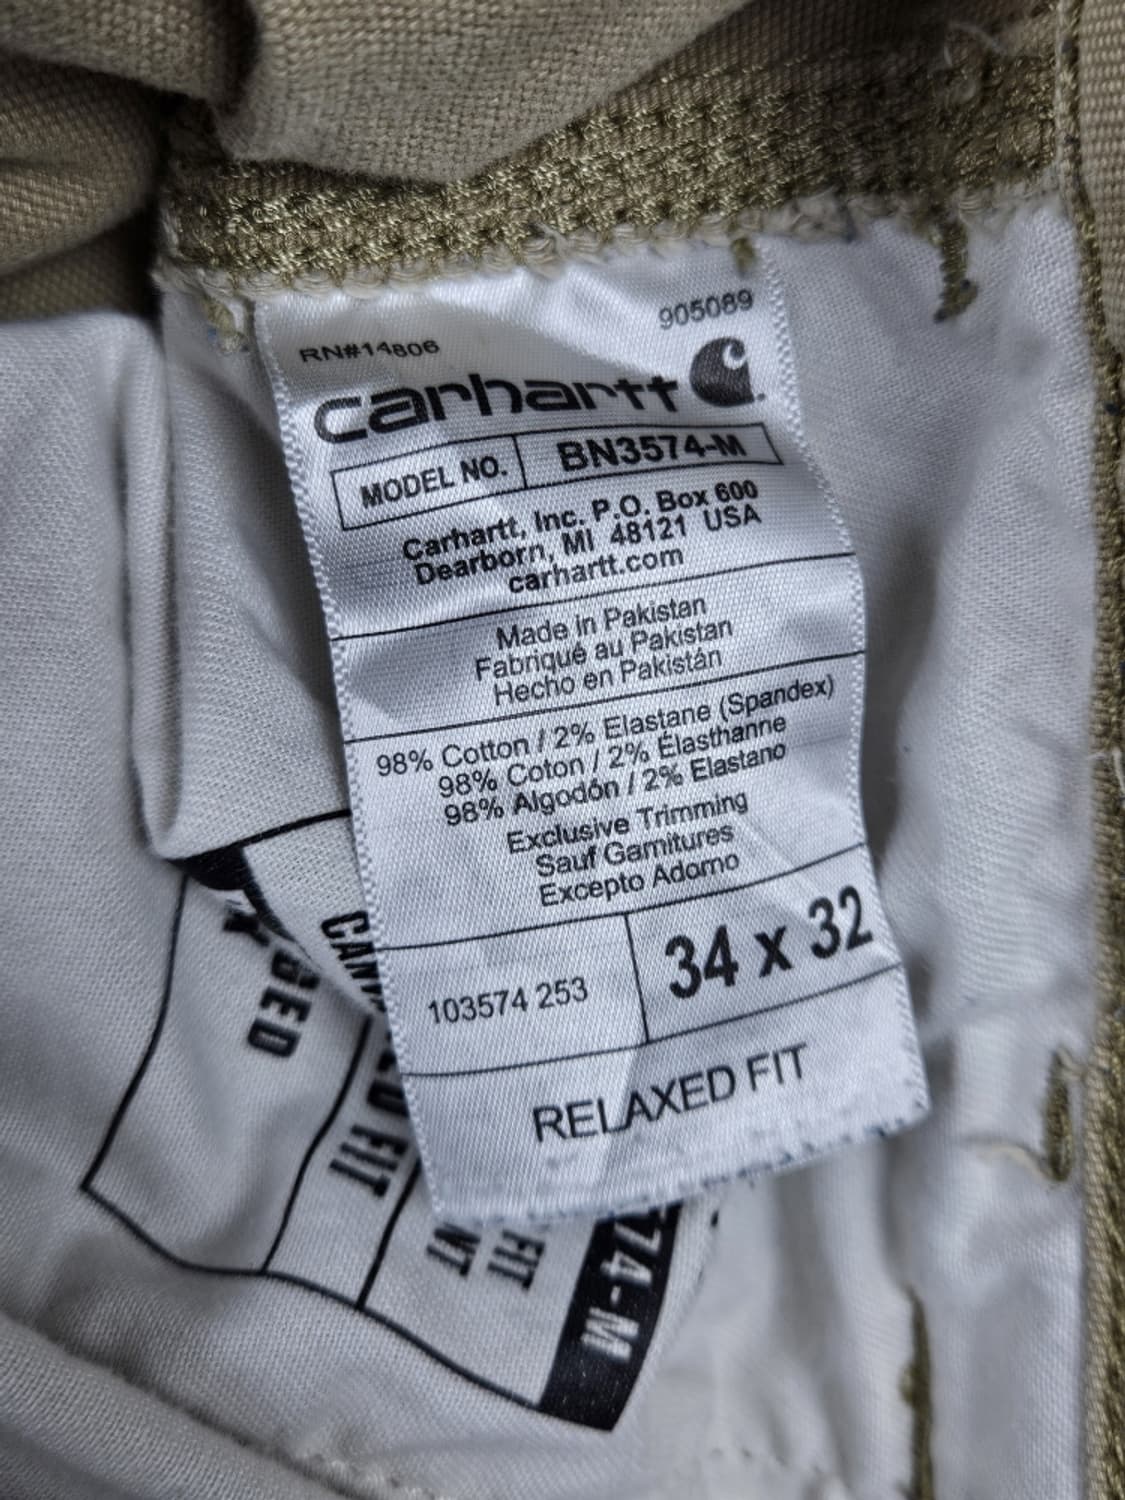 905089
RN#14806
carhartt
MODEL NO. BN3574-M
Carhartt, Inc. P.O. Box 600
Dearborn, MI 48121 USA
carhartt.com
Made in Pakistan
Fabriqué au Pakistan
Hecho en Pakistán
98% Cotton / 2% Elastane (Spandex)
98% Coton / 2% Élasthanne
98% Algodón / 2% Elastano
Exclusive Trimming
Sauf Garnitures
Excepto Adorno
103574 253
34 x 32
RELAXED FIT
FIT
FIT
74-M